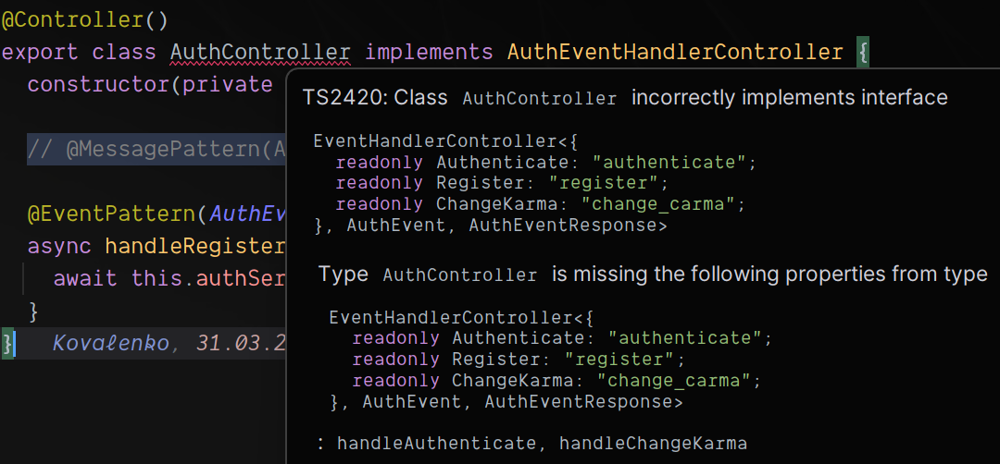 @Controller()
export class AuthController implements AuthEventHandlerController {
constructor(private
TS2420: Class AuthController incorrectly implements interface
EventHandlerController<{
// @MessagePattern(A
readonly Authenticate: "authenticate";
readonly Register: "register";
readonly ChangeKarma: "change_carma";
@EventPattern(AuthEv
}, AuthEvent, AuthEventResponse>
async handleRegister
Type AuthController is missing the following properties from type
await this.authSer
}
EventHandlerController<{
} Kovalenko, 31.03.2
readonly Authenticate: "authenticate";
readonly Register: "register";
readonly ChangeKarma: "change_carma";
}, AuthEvent, AuthEventResponse>
: handleAuthenticate, handleChangeKarma